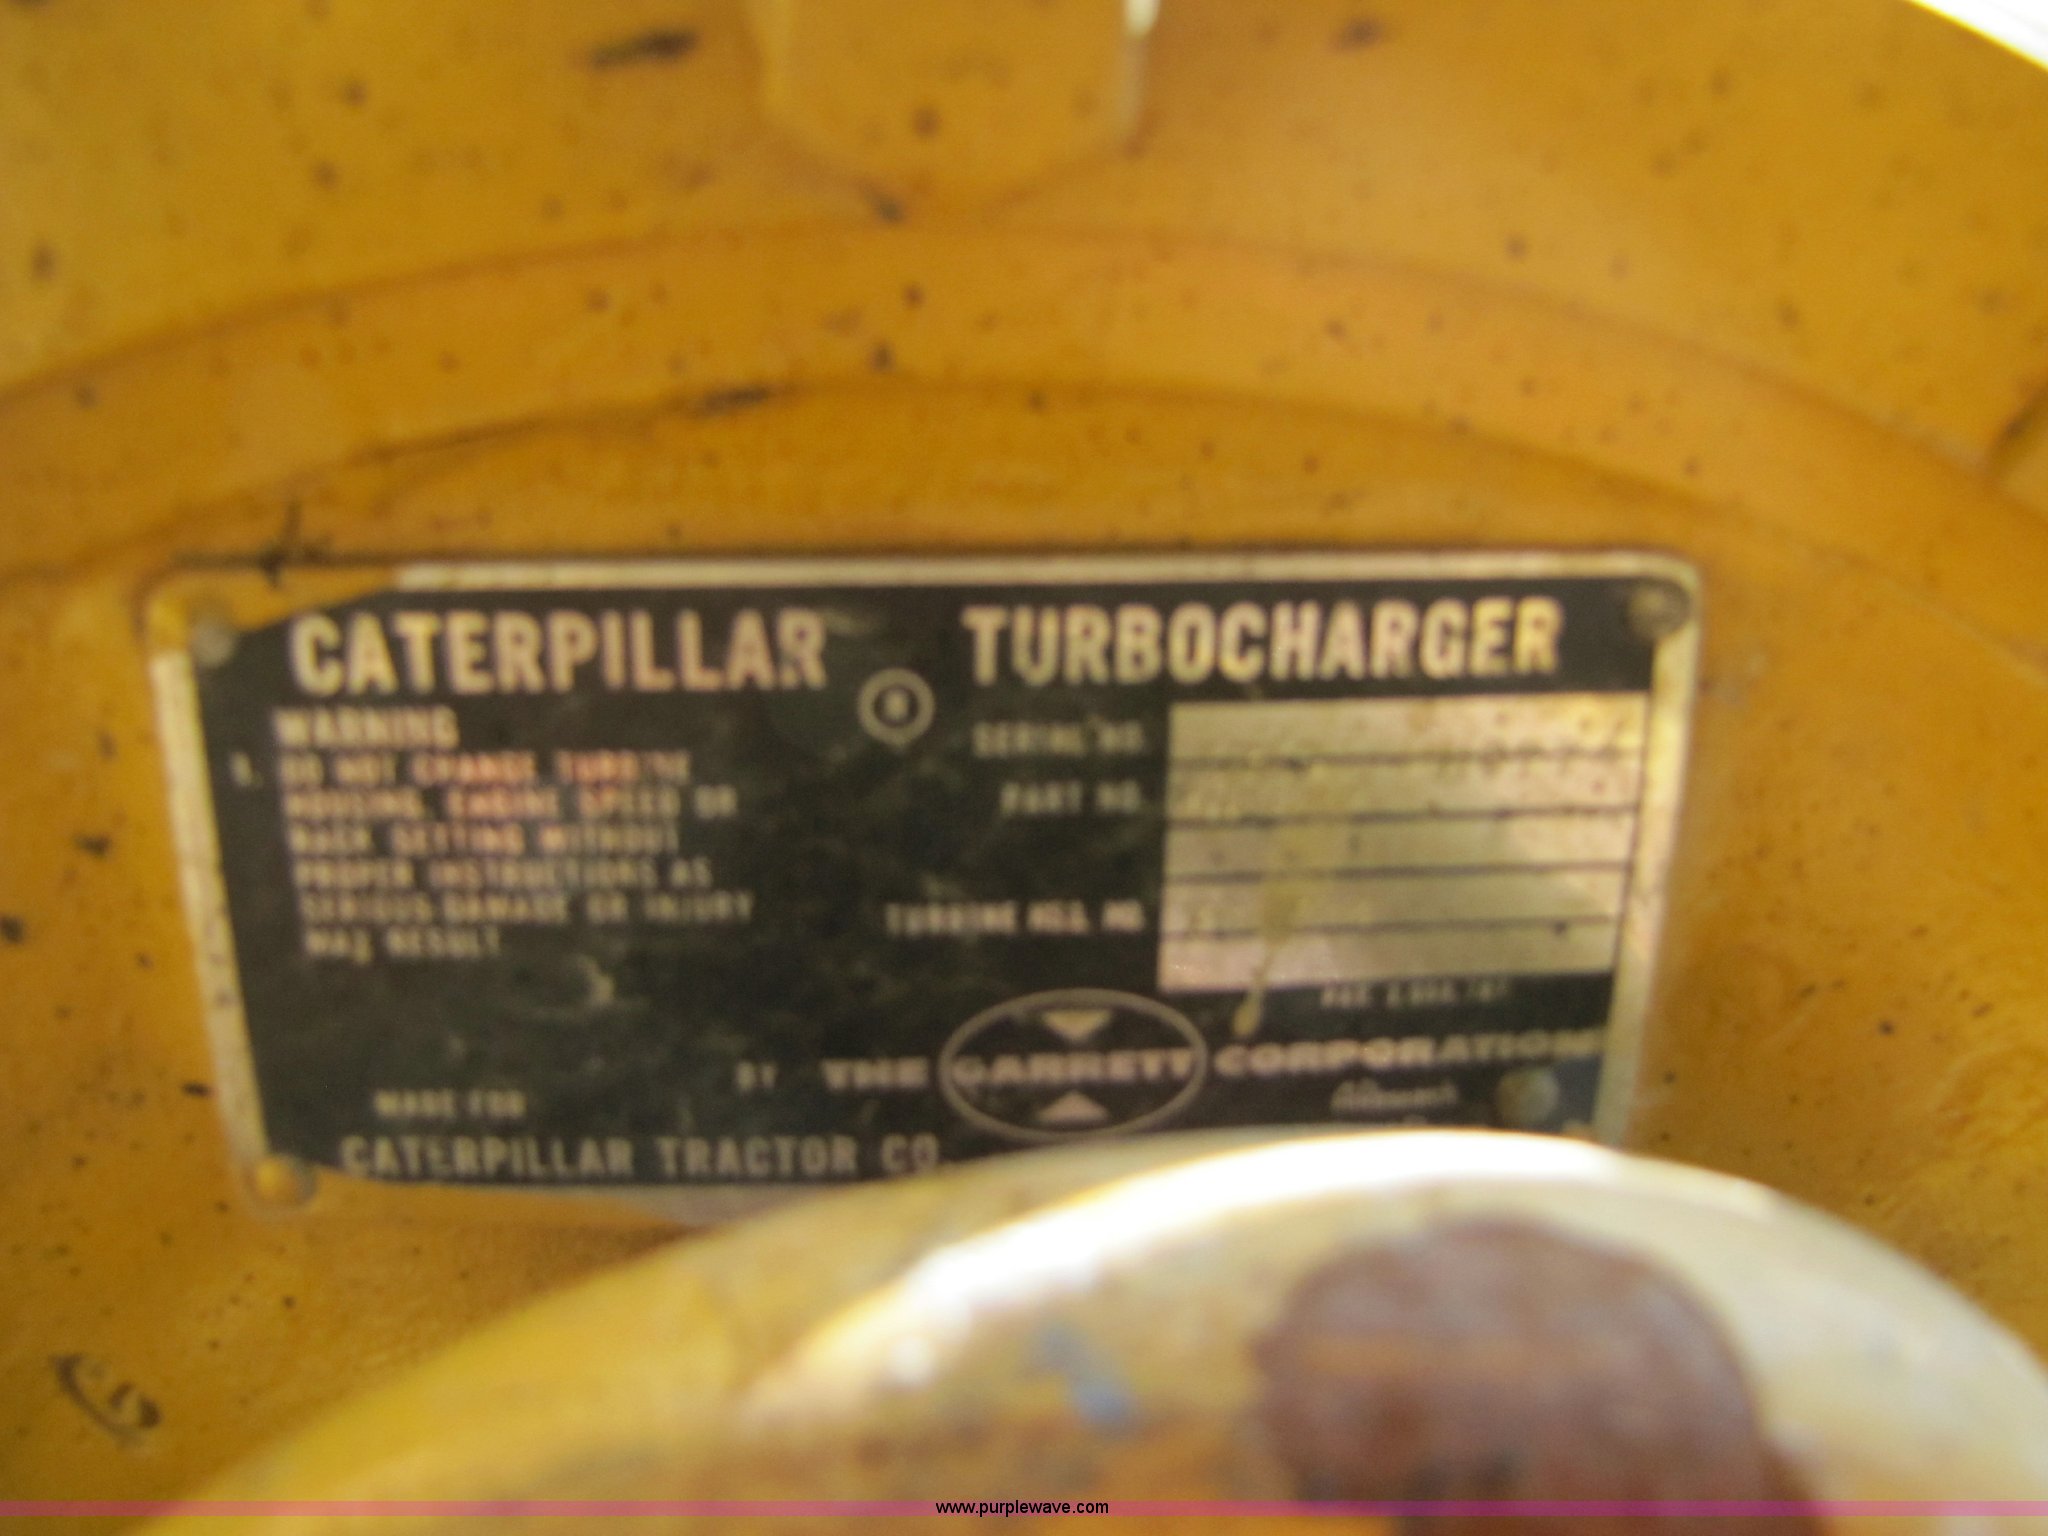 CATERPILLAR TURBOCHARGER
WARNING
DO NOT CHANGE TURBINE
HOUSING, ENGINE SPEED OR
RACK SETTING WITHOUT
PROPER INSTRUCTIONS AS
SERIOUS DAMAGE OR INJURY
MAY RESULT
SERIAL NO.
PART NO.
TURBINE HSG. NO.
MADE FOR
CATERPILLAR TRACTOR CO.
BY THE GARRETT CORPORATION
AiResearch
www.purplewave.com